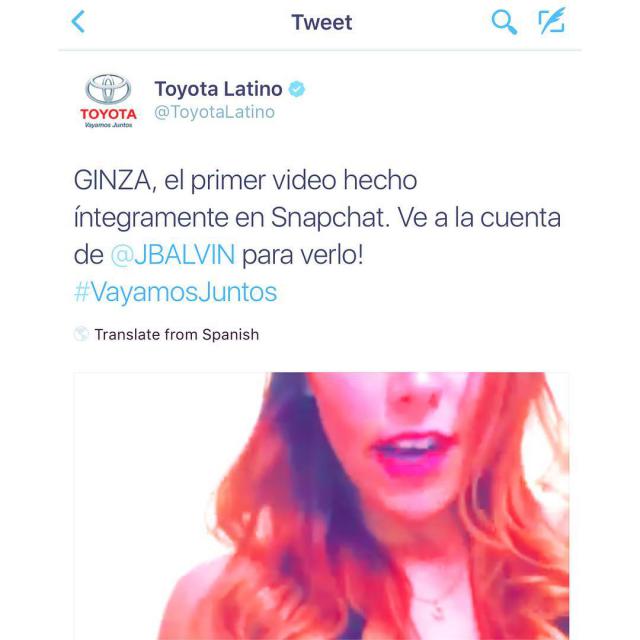 Tweet
Toyota Latino
@ToyotaLatino
TOYOTA
Vayamos Juntos
GINZA, el primer video hecho
íntegramente en Snapchat. Ve a la cuenta
de @JBALVIN para verlo!
#VayamosJuntos
Translate from Spanish